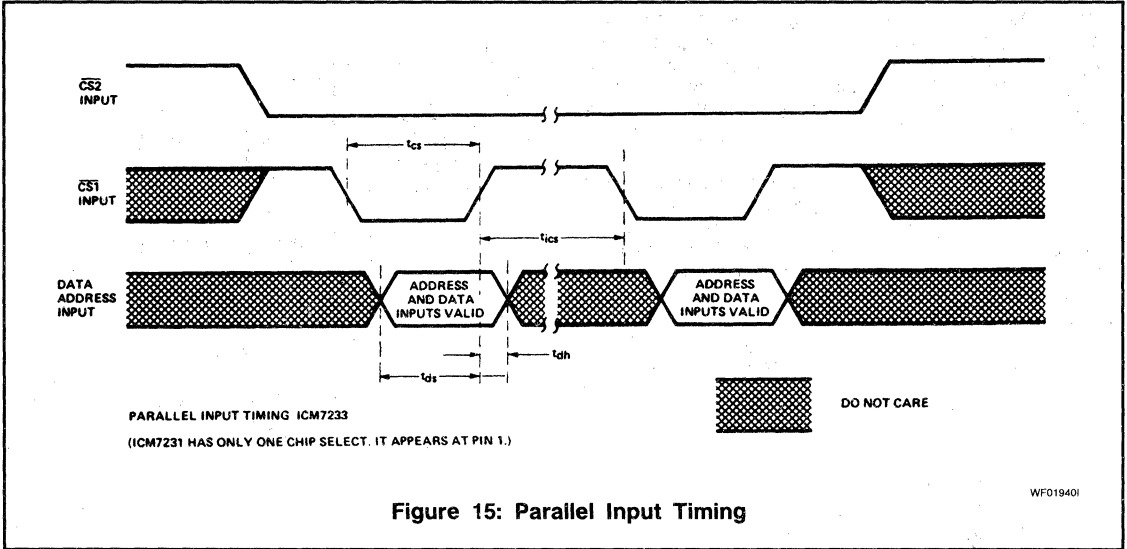 CS2
INPUT
tcs
CS1
INPUT
tics
DATA
ADDRESS
INPUT
ADDRESS
AND DATA
INPUTS VALID
ADDRESS
AND DATA
INPUTS VALID
tdh
tds
DO NOT CARE
PARALLEL INPUT TIMING ICM7233
(ICM7231 HAS ONLY ONE CHIP SELECT. IT APPEARS AT PIN 1.)
WF01940I
Figure 15: Parallel Input Timing